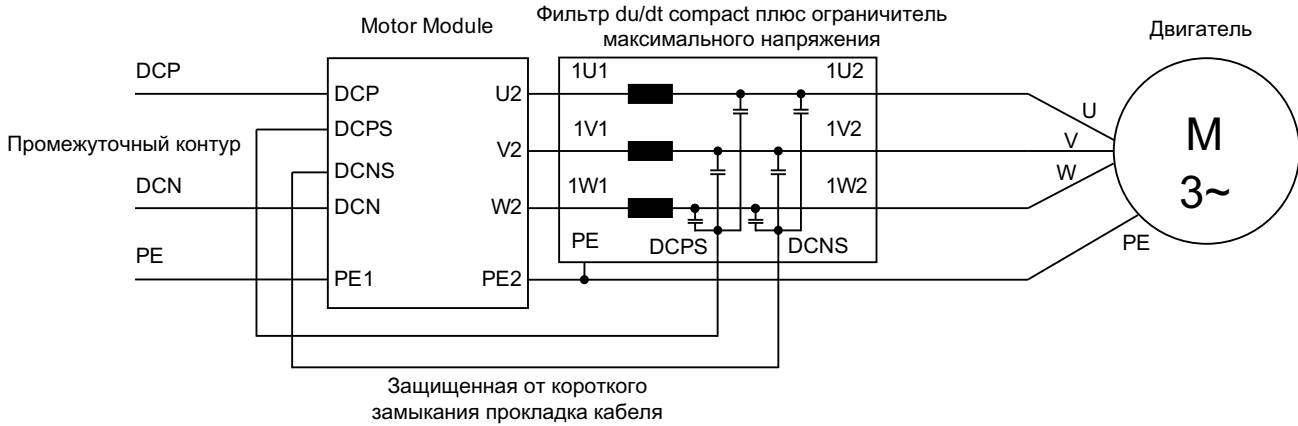 Motor Module
Фильтр du/dt compact плюс ограничитель
максимального напряжения
Двигатель
DCP
DCP
U2
1U1
1U2
U
DCPS
Промежуточный контур
V2
1V1
1V2
V
M
3~
DCNS
DCN
DCN
W2
1W1
1W2
W
PE
PE1
PE2
PE
DCPS
DCNS
PE
Защищенная от короткого
замыкания прокладка кабеля